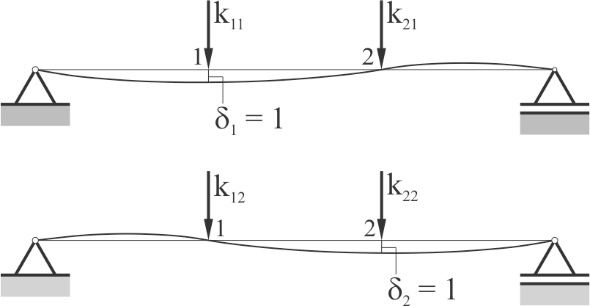 k₁₁ k₂₁
1 2
δ₁ = 1
k₁₂ k₂₂
1 2
δ₂ = 1